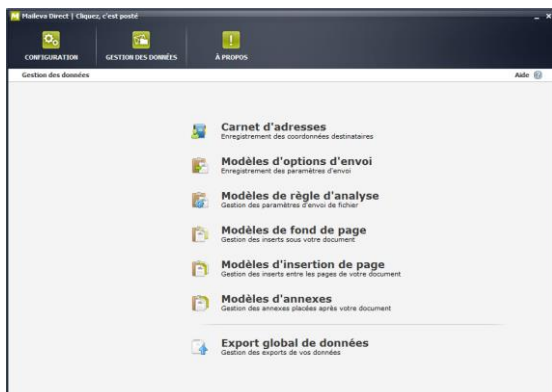 Maileva Direct | Cliquez, c'est posté
CONFIGURATION
GESTION DES DONNÉES
À PROPOS
Gestion des données
Aide
Carnet d'adresses
Enregistrement des coordonnées destinataires
Modèles d'options d'envoi
Enregistrement des paramètres d'envoi
Modèles de règle d'analyse
Gestion des paramètres d'envoi de fichier
Modèles de fond de page
Gestion des inserts sous votre document
Modèles d'insertion de page
Gestion des inserts entre les pages de votre document
Modèles d'annexes
Gestion des annexes placées après votre document
Export global de données
Gestion des exports de vos données